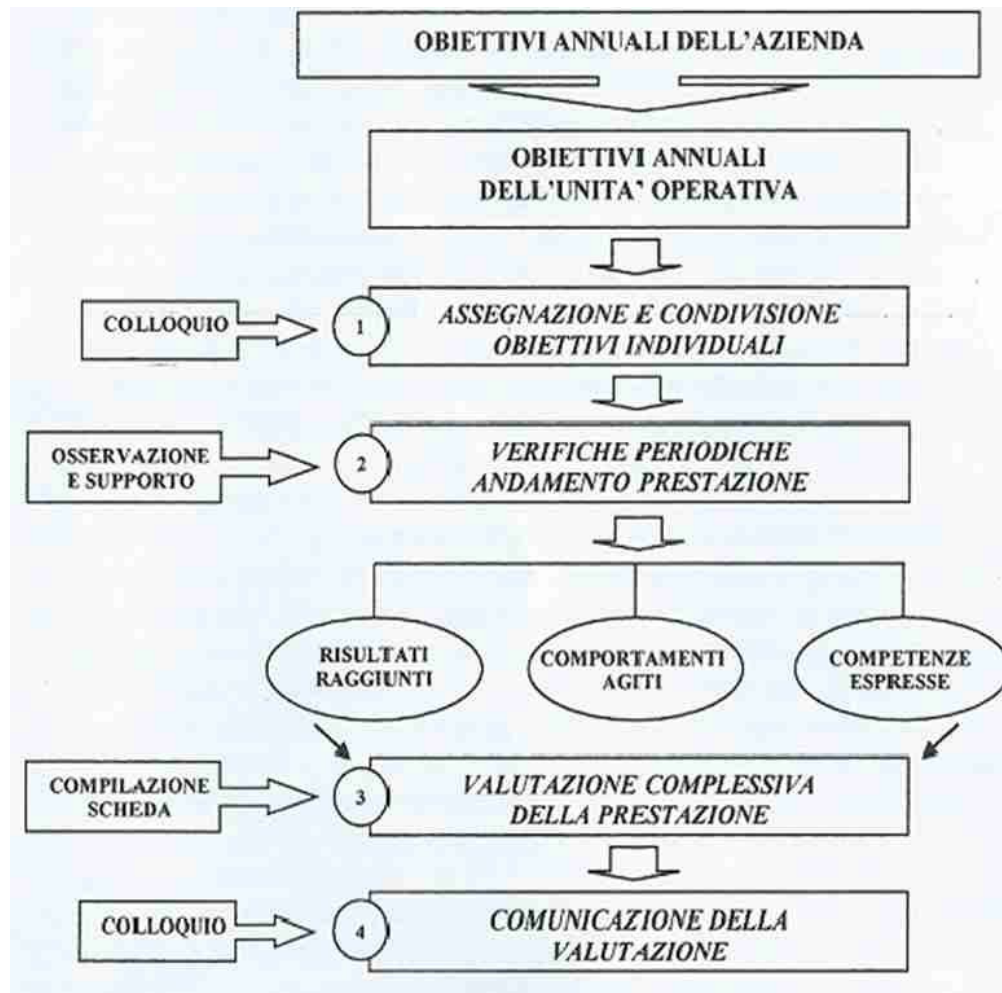 OBIETTIVI ANNUALI DELL'AZIENDA
OBIETTIVI ANNUALI
DELL'UNITA' OPERATIVA
COLLOQUIO
1
ASSEGNAZIONE E CONDIVISIONE
OBIETTIVI INDIVIDUALI
OSSERVAZIONE
E SUPPORTO
2
VERIFICHE PERIODICHE
ANDAMENTO PRESTAZIONE
RISULTATI
RAGGIUNTI
COMPORTAMENTI
AGITI
COMPETENZE
ESPRESSE
COMPILAZIONE
SCHEDA
3
VALUTAZIONE COMPLESSIVA
DELLA PRESTAZIONE
COLLOQUIO
4
COMUNICAZIONE DELLA
VALUTAZIONE